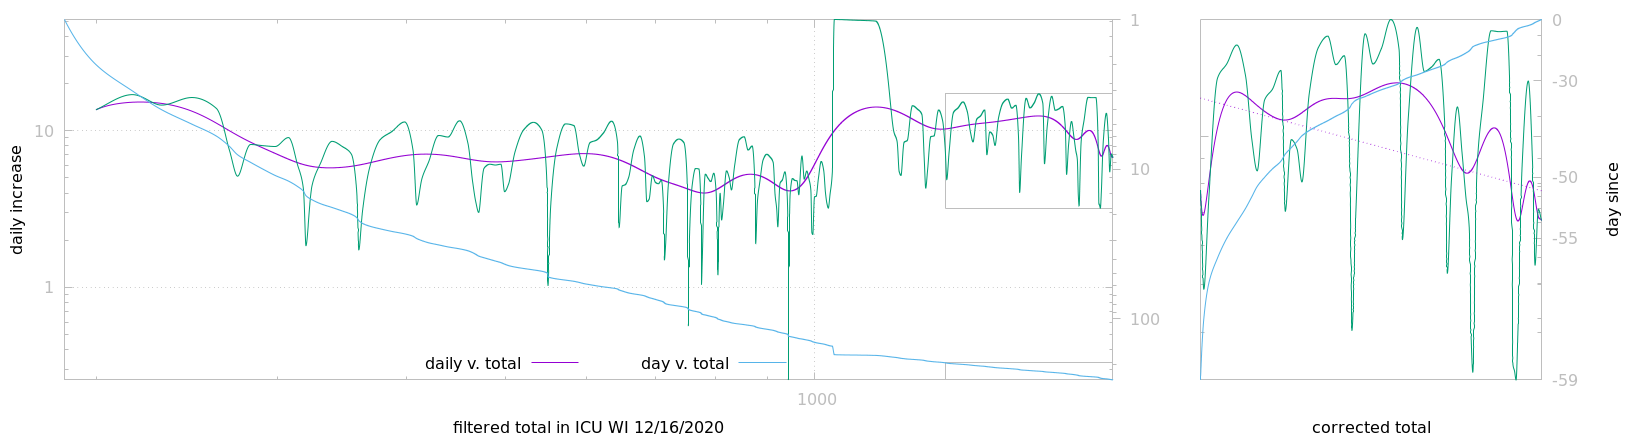 1
0
10
-30
daily increase
day since
10
-50
-55
1
100
daily v. total
day v. total
-59
1000
filtered total in ICU WI 12/16/2020
corrected total